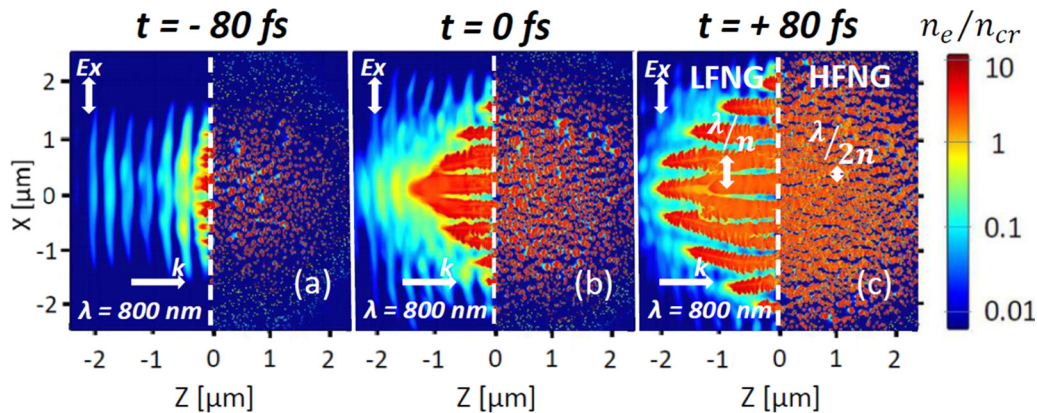 t = - 80 fs t = 0 fs t = + 80 fs n_e/n_cr
Ex Ex Ex LFNG HFNG
λ/n λ/2n
k k k
(a) (b) (c)
λ = 800 nm λ = 800 nm λ = 800 nm
X [µm]
2
1
0
-1
-2
-2 -1 0 1 2 -2 -1 0 1 2 -2 -1 0 1 2
Z [µm] Z [µm] Z [µm]
10
1
0.1
0.01